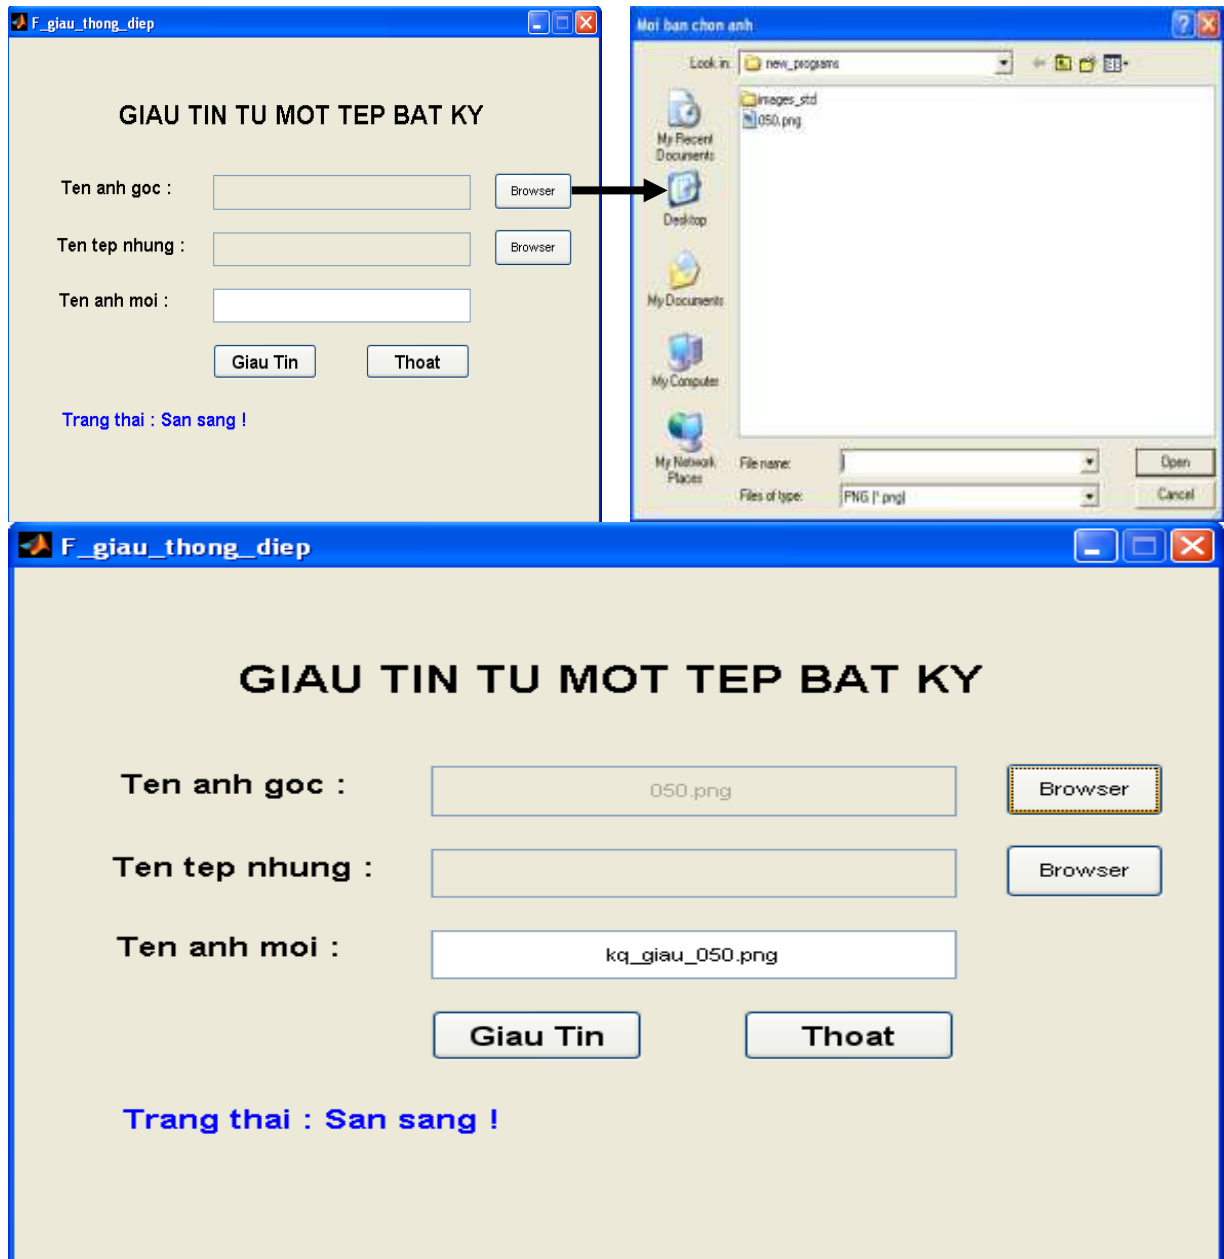 F_giau_thong_diep
GIAU TIN TU MOT TEP BAT KY
Ten anh goc :
Browser
Ten tep nhung :
Browser
Ten anh moi :
Giau Tin
Thoat
Trang thai : San sang !
Moi ban chon anh
Look in:
new_programs
images_std
050.png
My Recent
Documents
Desktop
My Documents
My Computer
My Network
Places
File name:
Open
Files of type:
PNG (*.png)
Cancel
F_giau_thong_diep
GIAU TIN TU MOT TEP BAT KY
Ten anh goc :
050.png
Browser
Ten tep nhung :
Browser
Ten anh moi :
kq_giau_050.png
Giau Tin
Thoat
Trang thai : San sang !